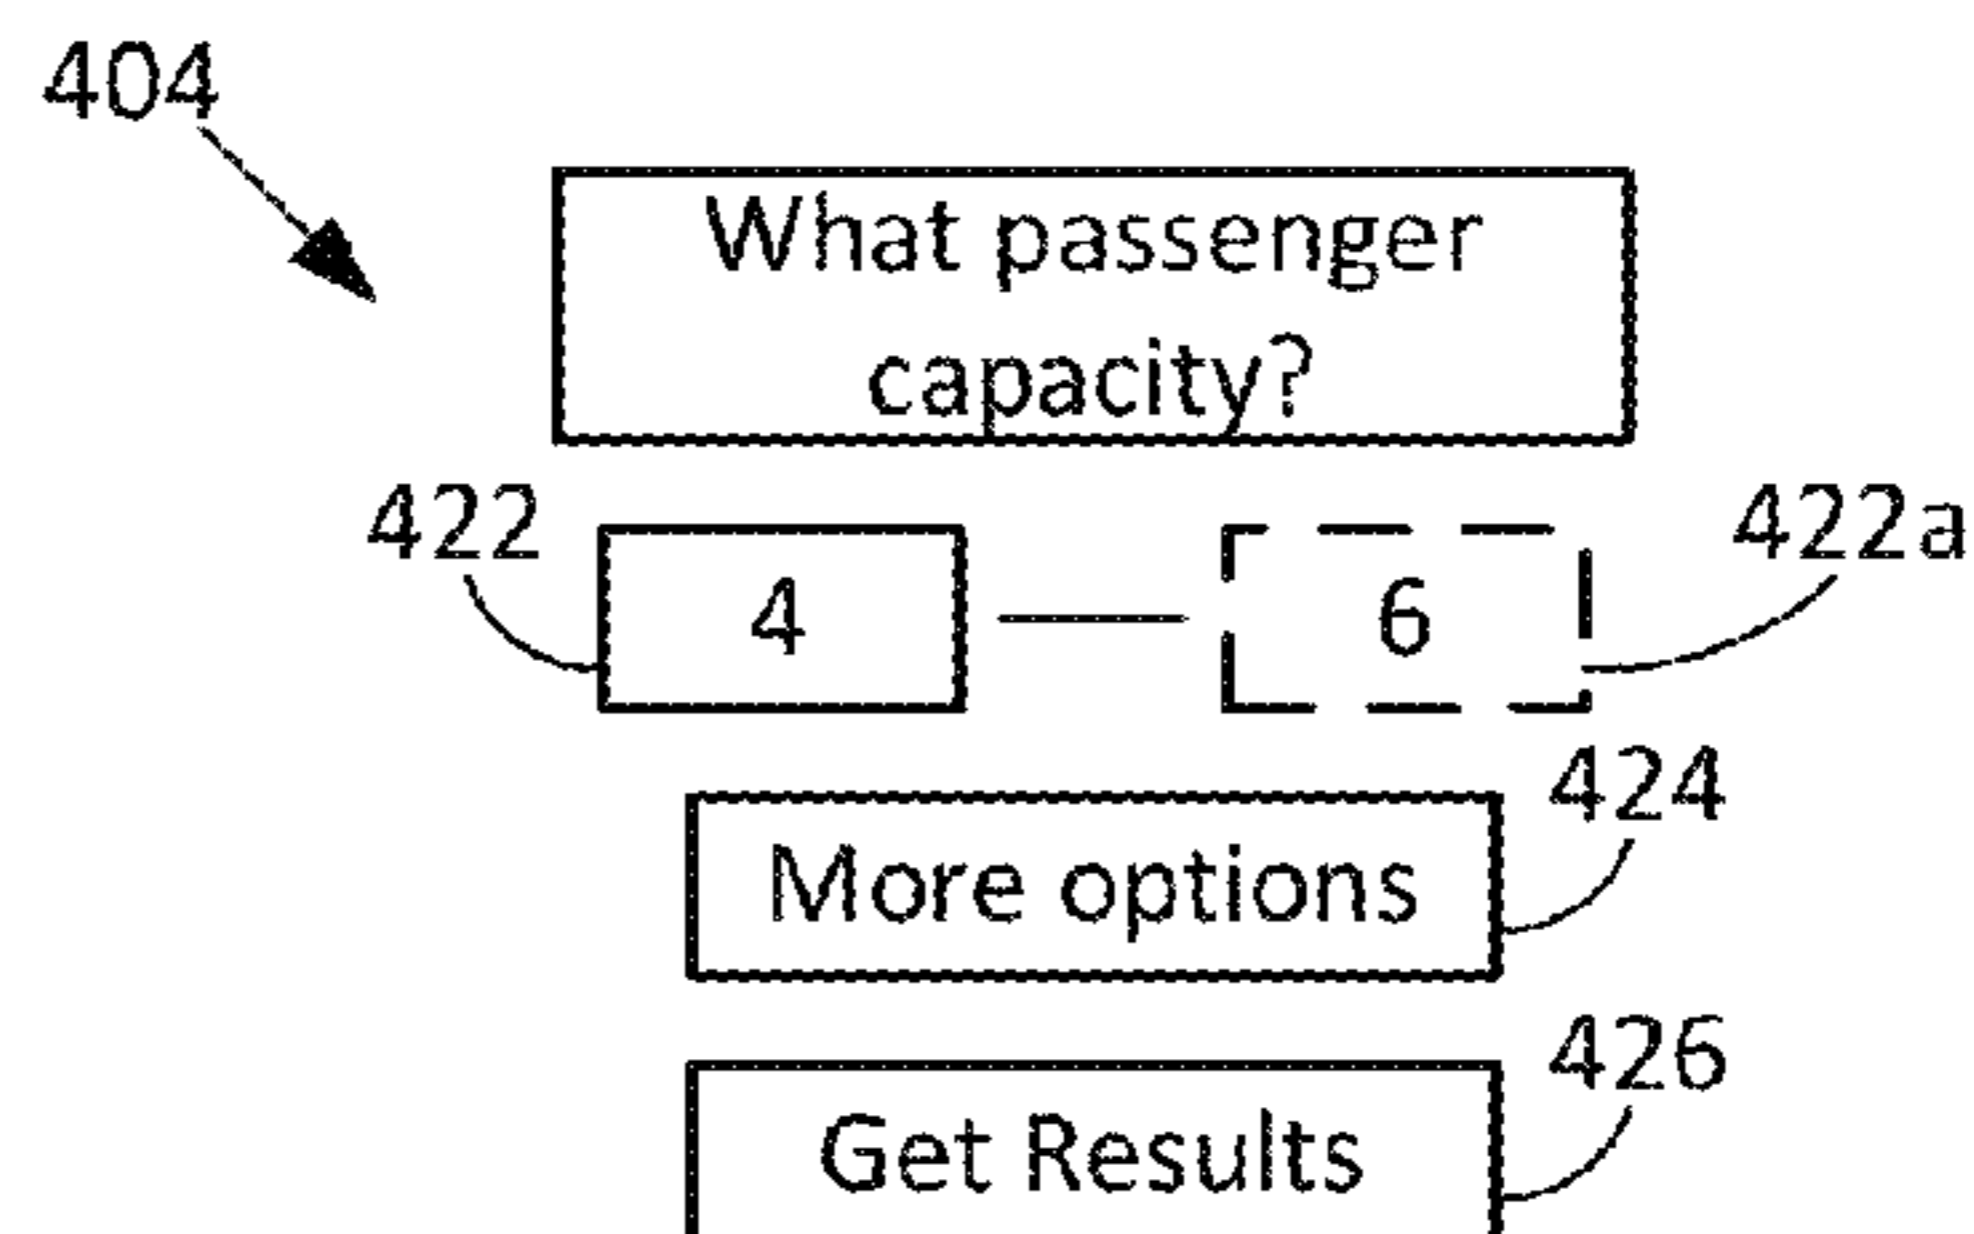 404
What passenger
capacity?
422 4 — 6 422a
424
More options
426
Get Results